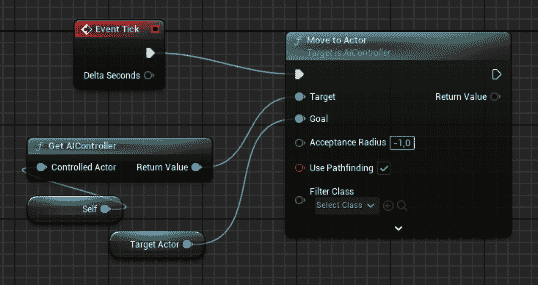 Event Tick
Delta Seconds
f Get AIController
Controlled Actor Return Value
Self
Target Actor
f Move to Actor
Target is AIController
Target Return Value
Goal
Acceptance Radius -1,0
Use Pathfinding
Filter Class
Select Class